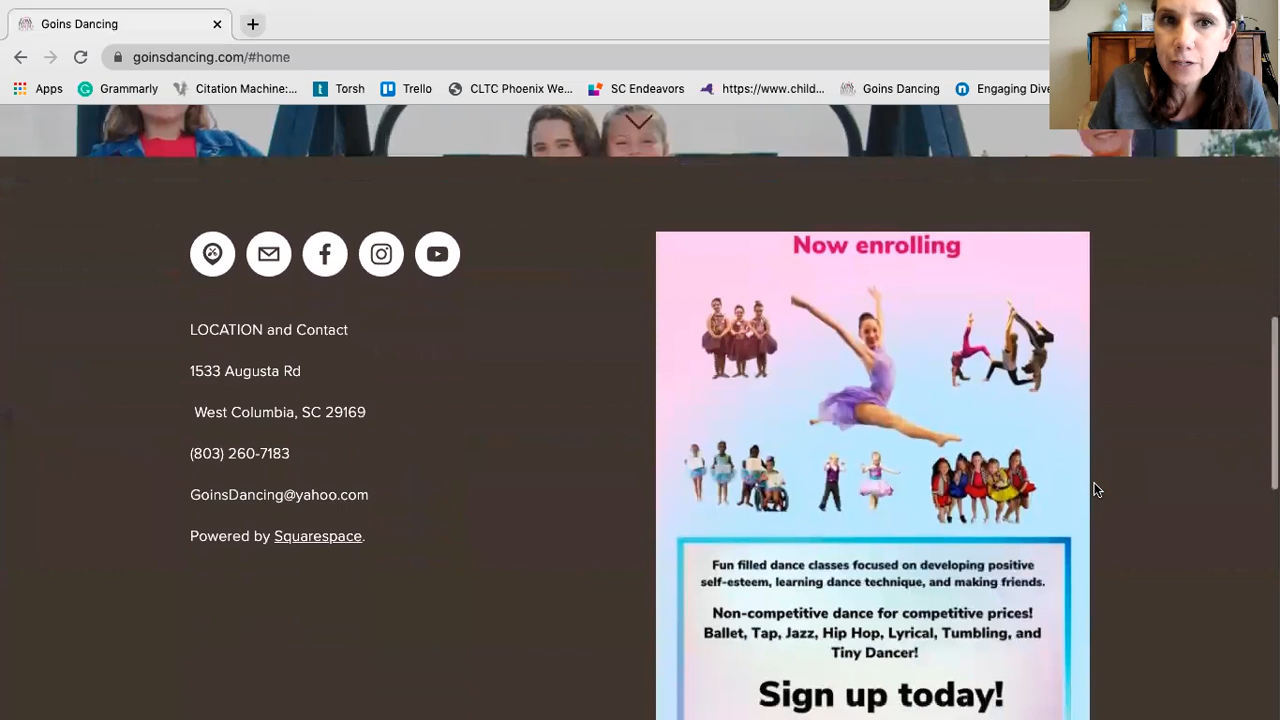 Goins Dancing
goinsdancing.com/#home
Apps
Grammarly
Citation Machine:...
Torsh
Trello
CLTC Phoenix We...
SC Endeavors
https://www.child...
Goins Dancing
Engaging Dive
LOCATION and Contact
1533 Augusta Rd
West Columbia, SC 29169
(803) 260-7183
GoinsDancing@yahoo.com
Powered by Squarespace.
Now enrolling
Fun filled dance classes focused on developing positive
self-esteem, learning dance technique, and making friends.
Non-competitive dance for competitive prices!
Ballet, Tap, Jazz, Hip Hop, Lyrical, Tumbling, and
Tiny Dancer!
Sign up today!